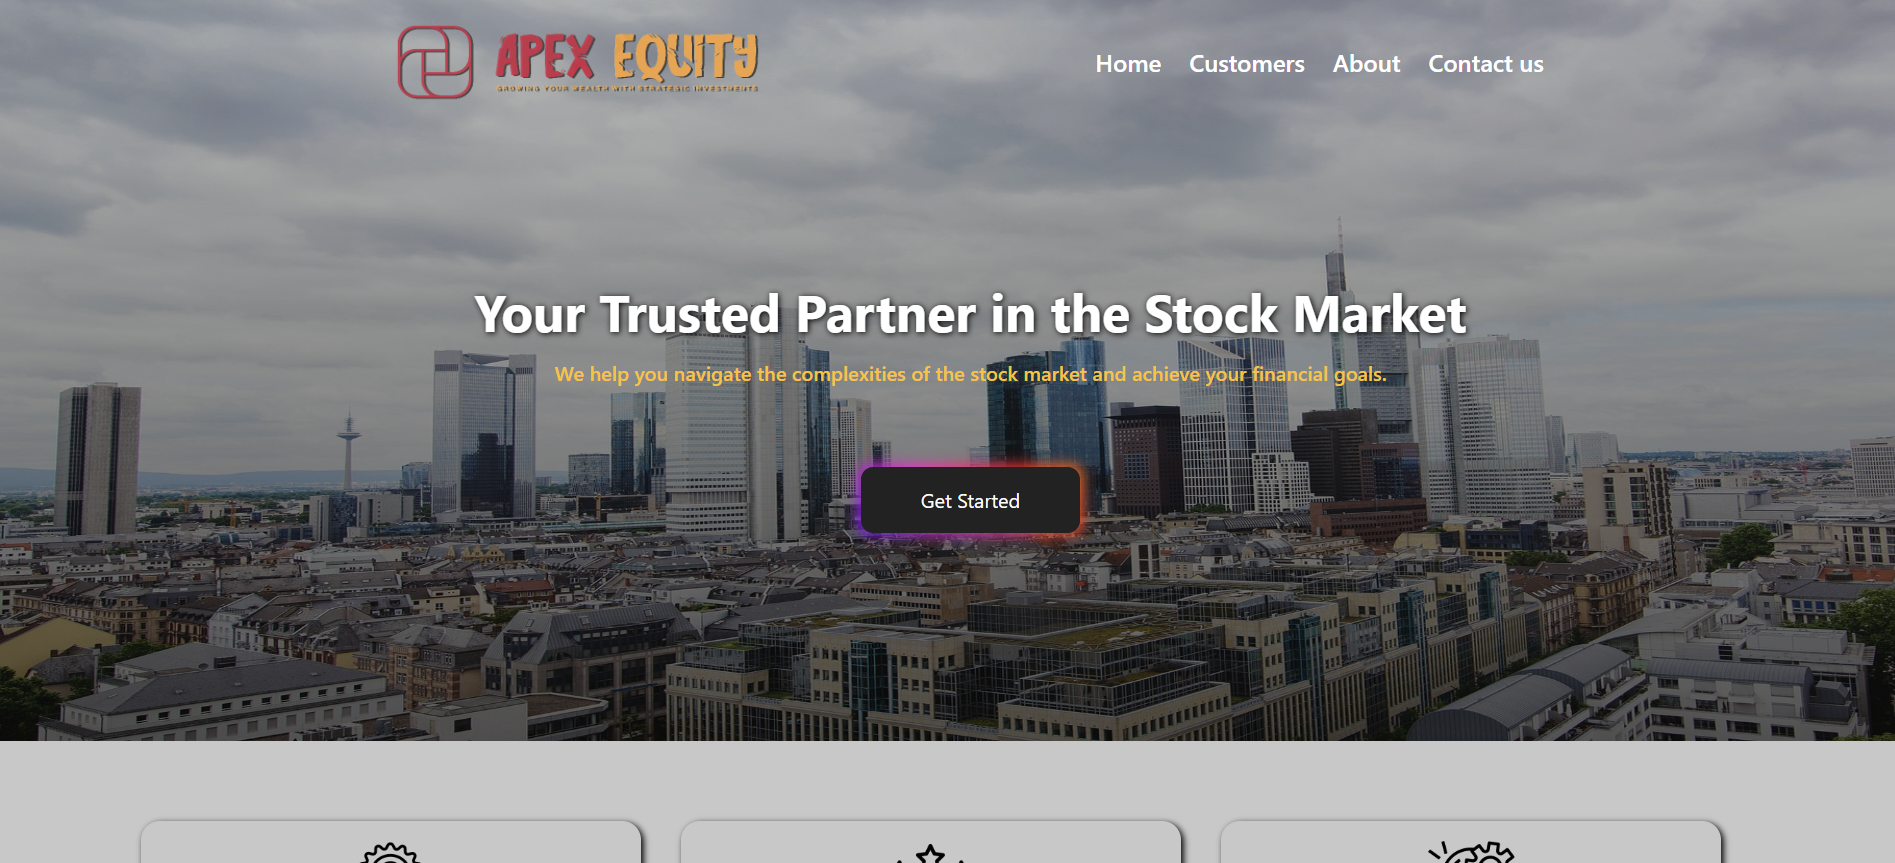 APEX EQUITY
GROWING YOUR WEALTH WITH STRATEGIC INVESTMENTS
Home Customers About Contact us
Your Trusted Partner in the Stock Market
We help you navigate the complexities of the stock market and achieve your financial goals.
Get Started